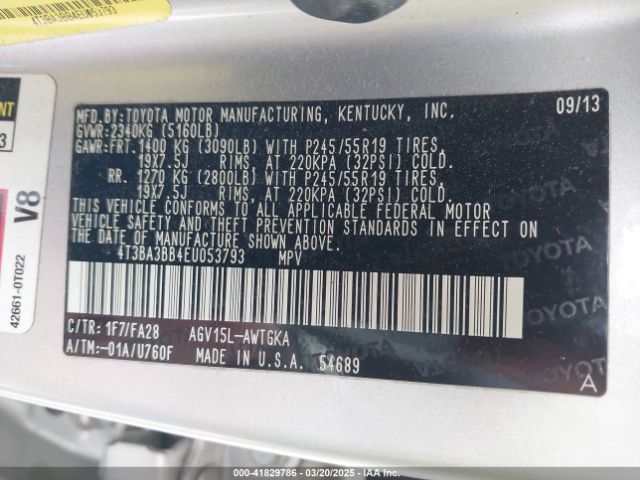 4T3BA3BB4EU053793
MFD.BY:TOYOTA MOTOR MANUFACTURING, KENTUCKY, INC. 09/13
GVWR:2340KG (5160LB)
GAWR:FRT.1400 KG (3090LB) WITH P245/55R19 TIRES,
19X7.5J RIMS, AT 220KPA (32PSI) COLD.
RR. 1270 KG (2800LB) WITH P245/55R19 TIRES,
19X7.5J RIMS, AT 220KPA (32PSI) COLD.
THIS VEHICLE CONFORMS TO ALL APPLICABLE FEDERAL MOTOR
VEHICLE SAFETY AND THEFT PREVENTION STANDARDS IN EFFECT ON
THE DATE OF MANUFACTURE SHOWN ABOVE.
4T3BA3BB4EU053793 MPV
C/TR: 1F7/FA28 AGV15L-AWTGKA
A/TM:-01A/U760F MADE IN U.S.A. 54689
A
V8
42661-0T022
TOYOTA
TOYOTA
TOYOTA
000-41829786 - 03/20/2025 - IAA Inc.